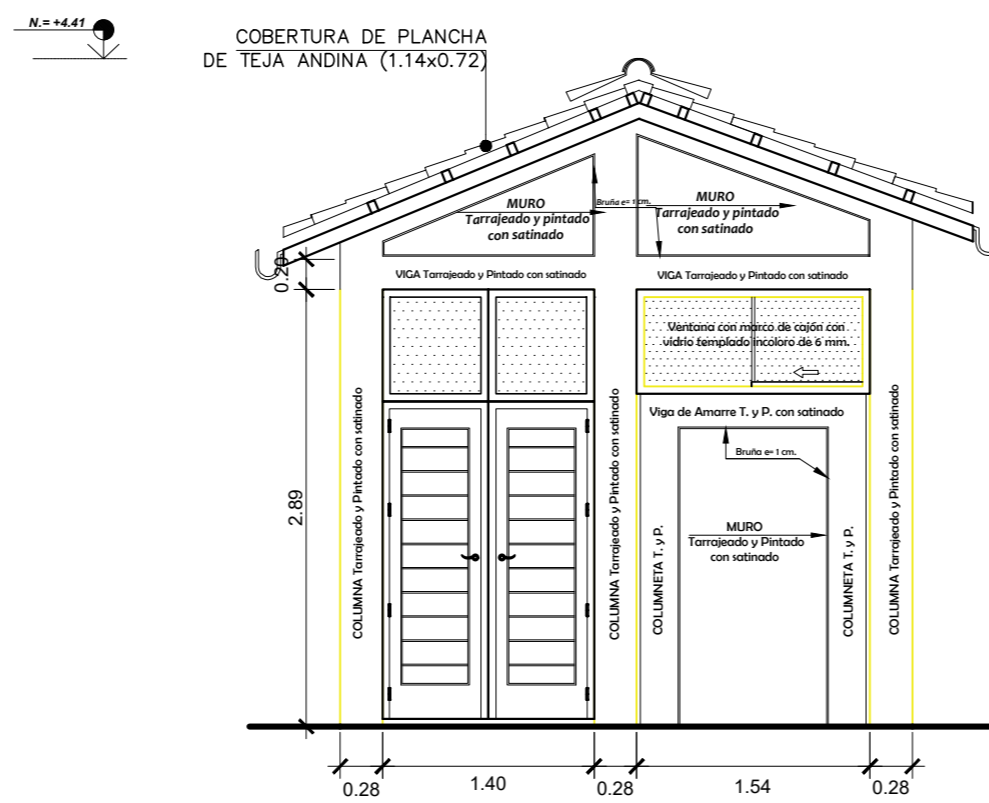 N.= +4.41
COBERTURA DE PLANCHA
DE TEJA ANDINA (1.14x0.72)
MURO
Tarrajeado y pintado
con satinado
Bruña e= 1 cm.
MURO
Tarrajeado y pintado
con satinado
VIGA Tarrajeado y Pintado con satinado
VIGA Tarrajeado y Pintado con satinado
Ventana con marco de cajón con
vidrio templado incoloro de 6 mm.
Viga de Amarre T. y P. con satinado
Bruña e= 1 cm.
2.89
COLUMNA Tarrajeado y Pintado con satinado
COLUMNA Tarrajeado y Pintado con satinado
COLUMNETA T. y P.
MURO
Tarrajeado y Pintado
con satinado
COLUMNETA T. y P.
COLUMNA Tarrajeado y Pintado con satinado
0.28
1.40
0.28
1.54
0.28